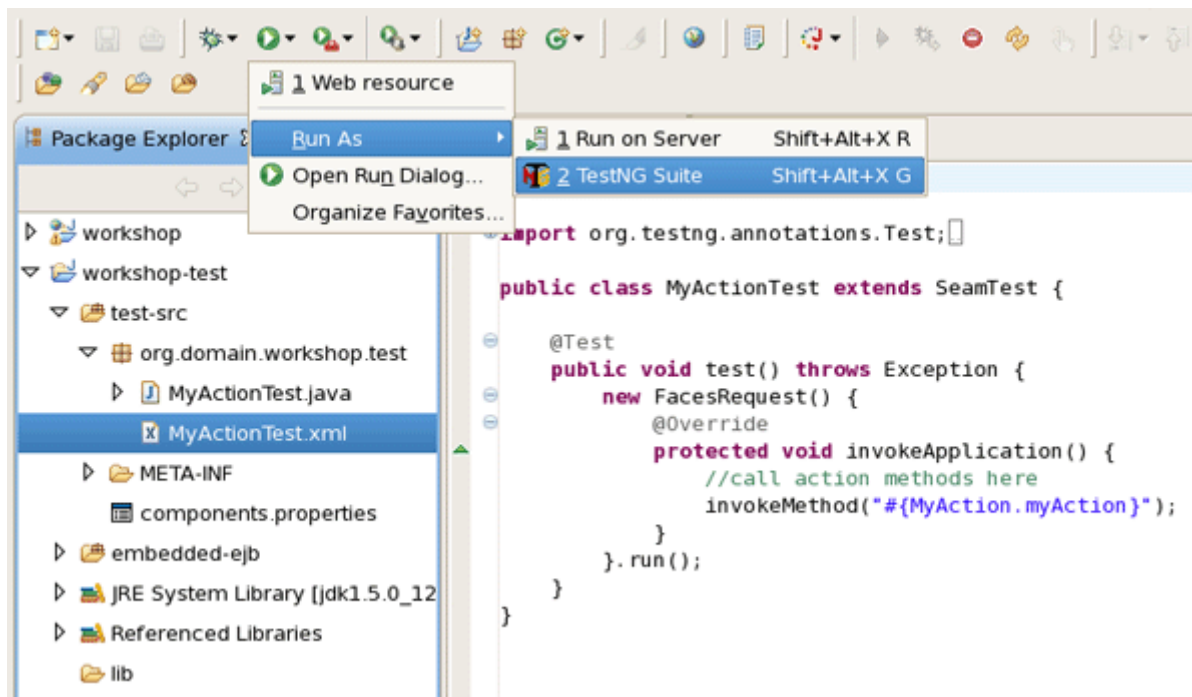 1 Web resource
Run As
Open Run Dialog...
Organize Favorites...
1 Run on Server Shift+Alt+X R
2 TestNG Suite Shift+Alt+X G
Package Explorer
workshop
workshop-test
test-src
org.domain.workshop.test
MyActionTest.java
MyActionTest.xml
META-INF
components.properties
embedded-ejb
JRE System Library [jdk1.5.0_12
Referenced Libraries
lib
import org.testng.annotations.Test;
public class MyActionTest extends SeamTest {
@Test
public void test() throws Exception {
new FacesRequest() {
@Override
protected void invokeApplication() {
//call action methods here
invokeMethod("#{MyAction.myAction}");
}
}.run();
}
}